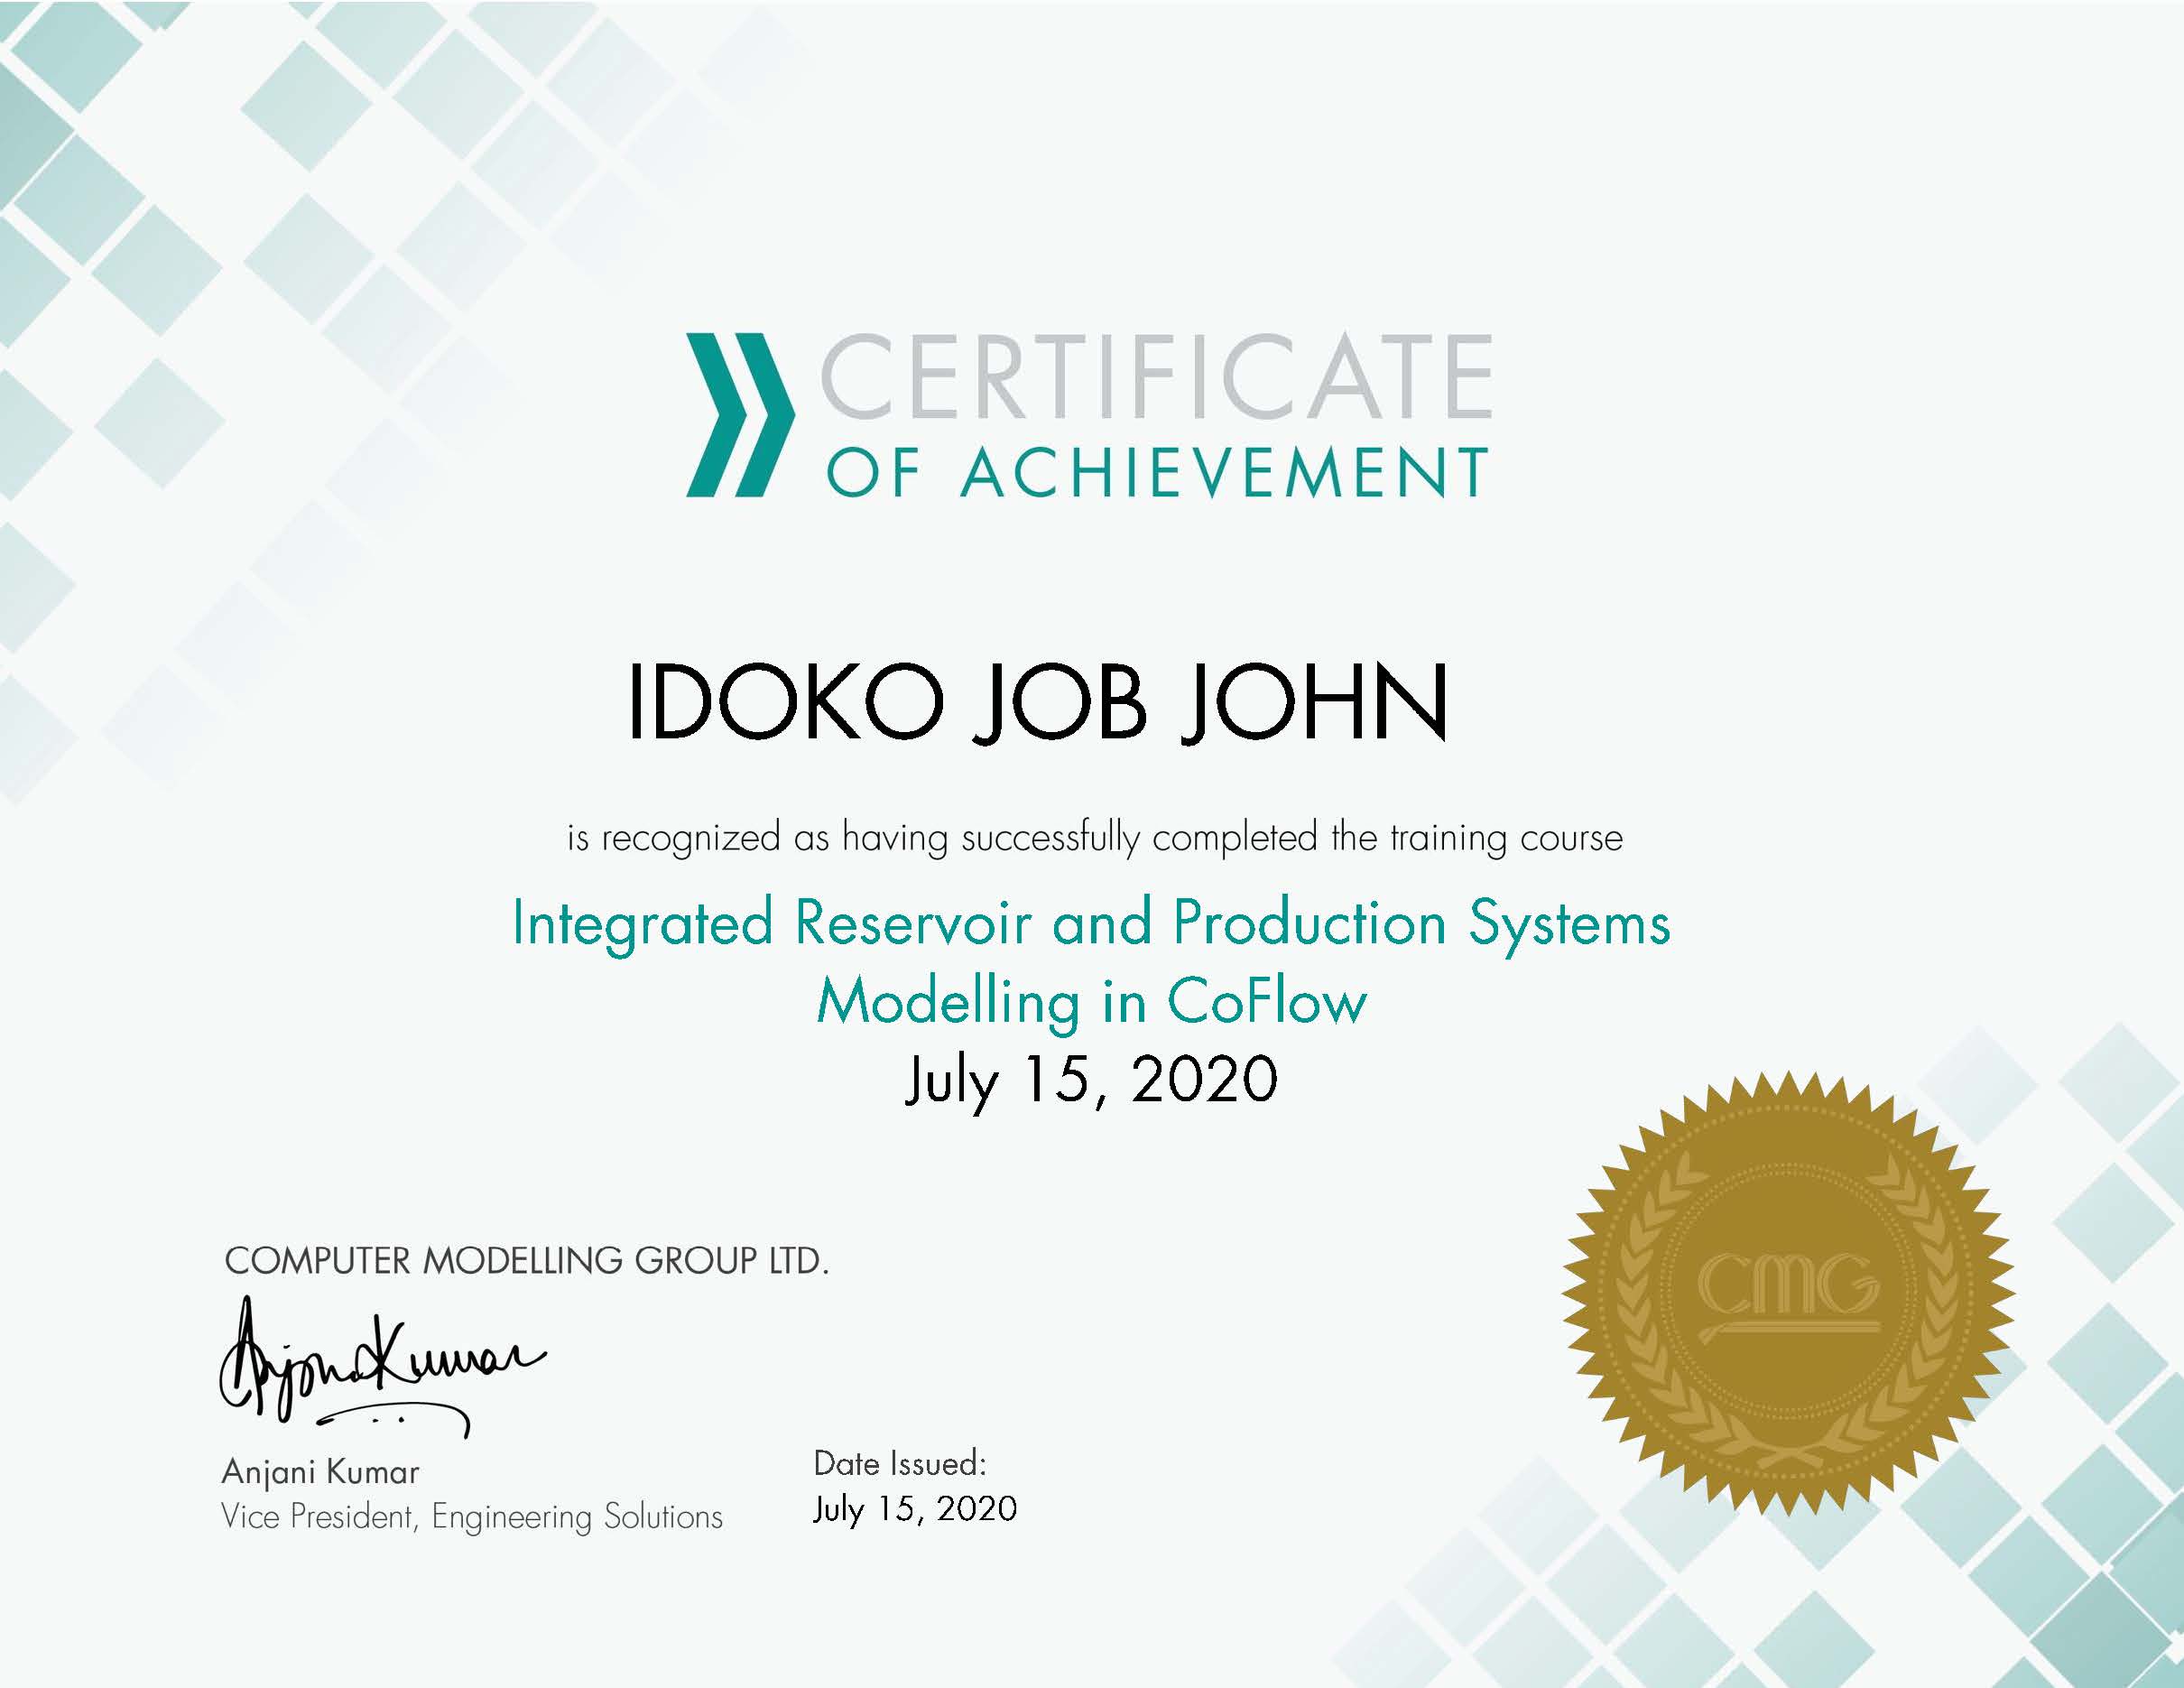 CERTIFICATE
OF ACHIEVEMENT
IDOKO JOB JOHN
is recognized as having successfully completed the training course
Integrated Reservoir and Production Systems
Modelling in CoFlow
July 15, 2020
COMPUTER MODELLING GROUP LTD.
Anjani Kumar
Anjani Kumar
Vice President, Engineering Solutions
Date Issued:
July 15, 2020
CMG